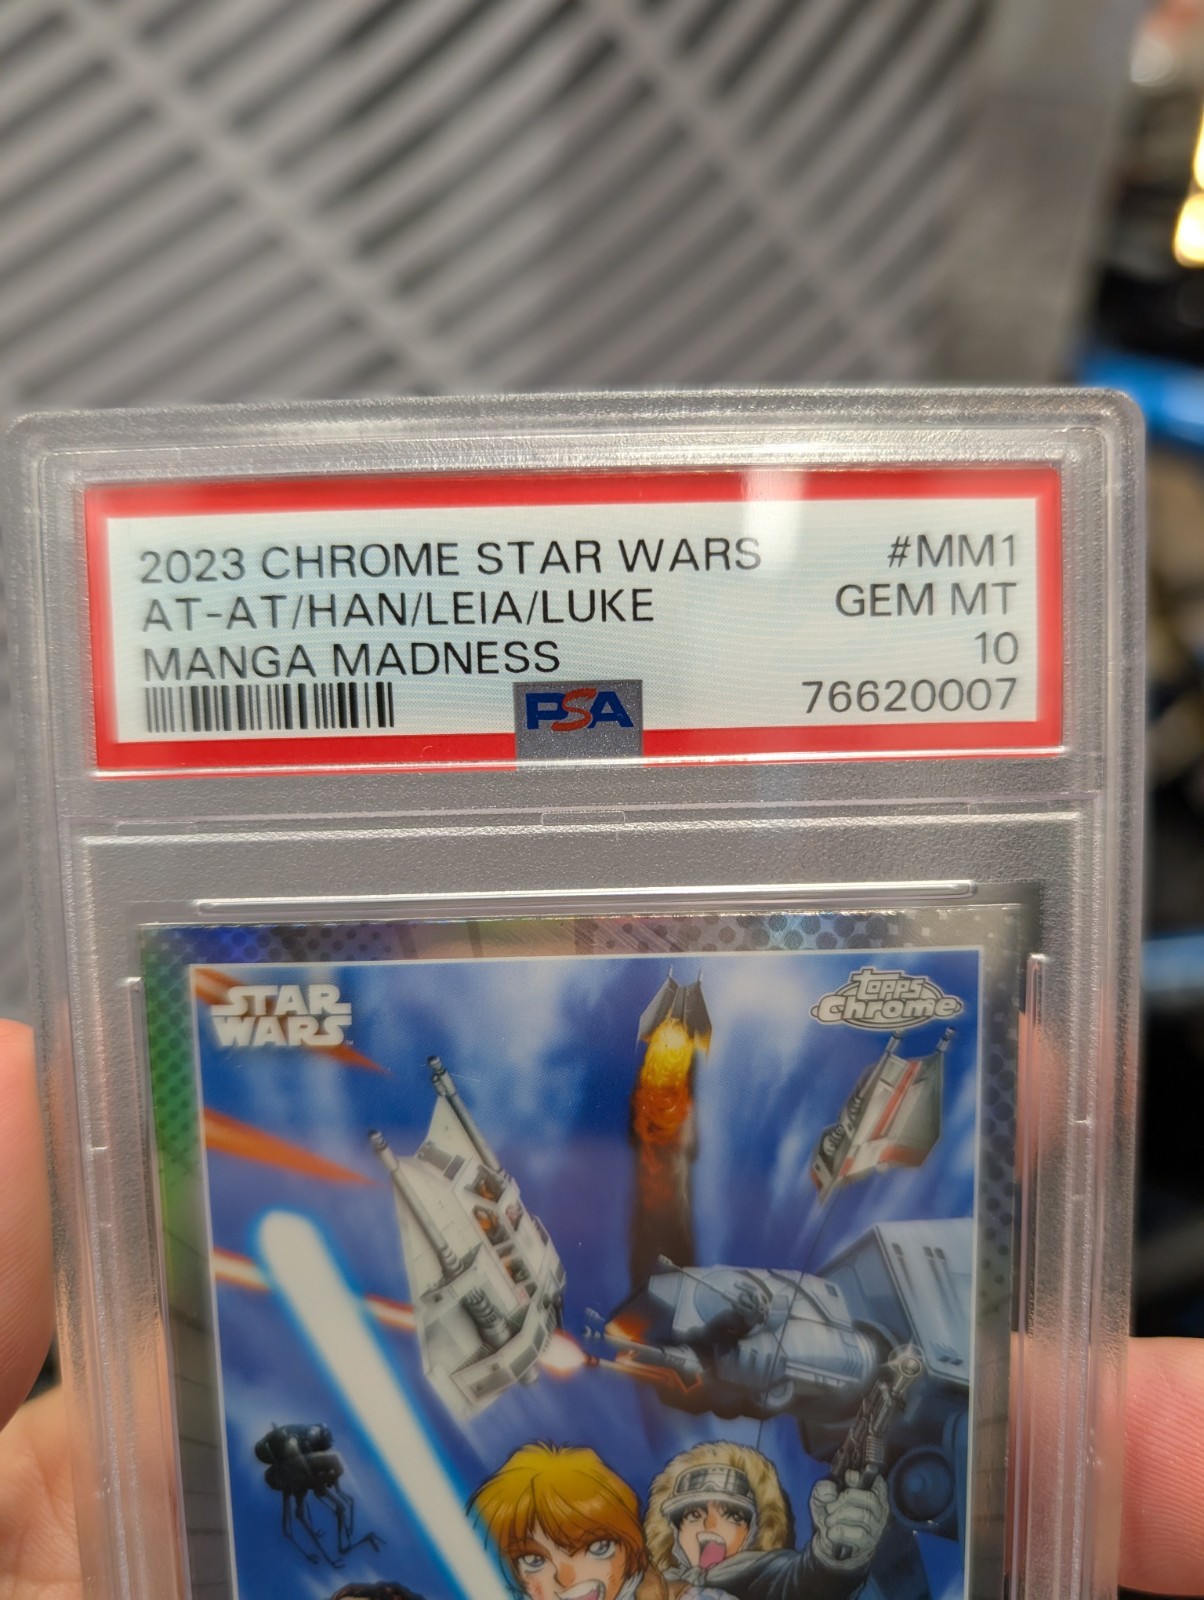 2023 CHROME STAR WARS #MM1
AT-AT/HAN/LEIA/LUKE GEM MT
MANGA MADNESS 10
PSA 76620007
STAR WARS TM
topps Chrome